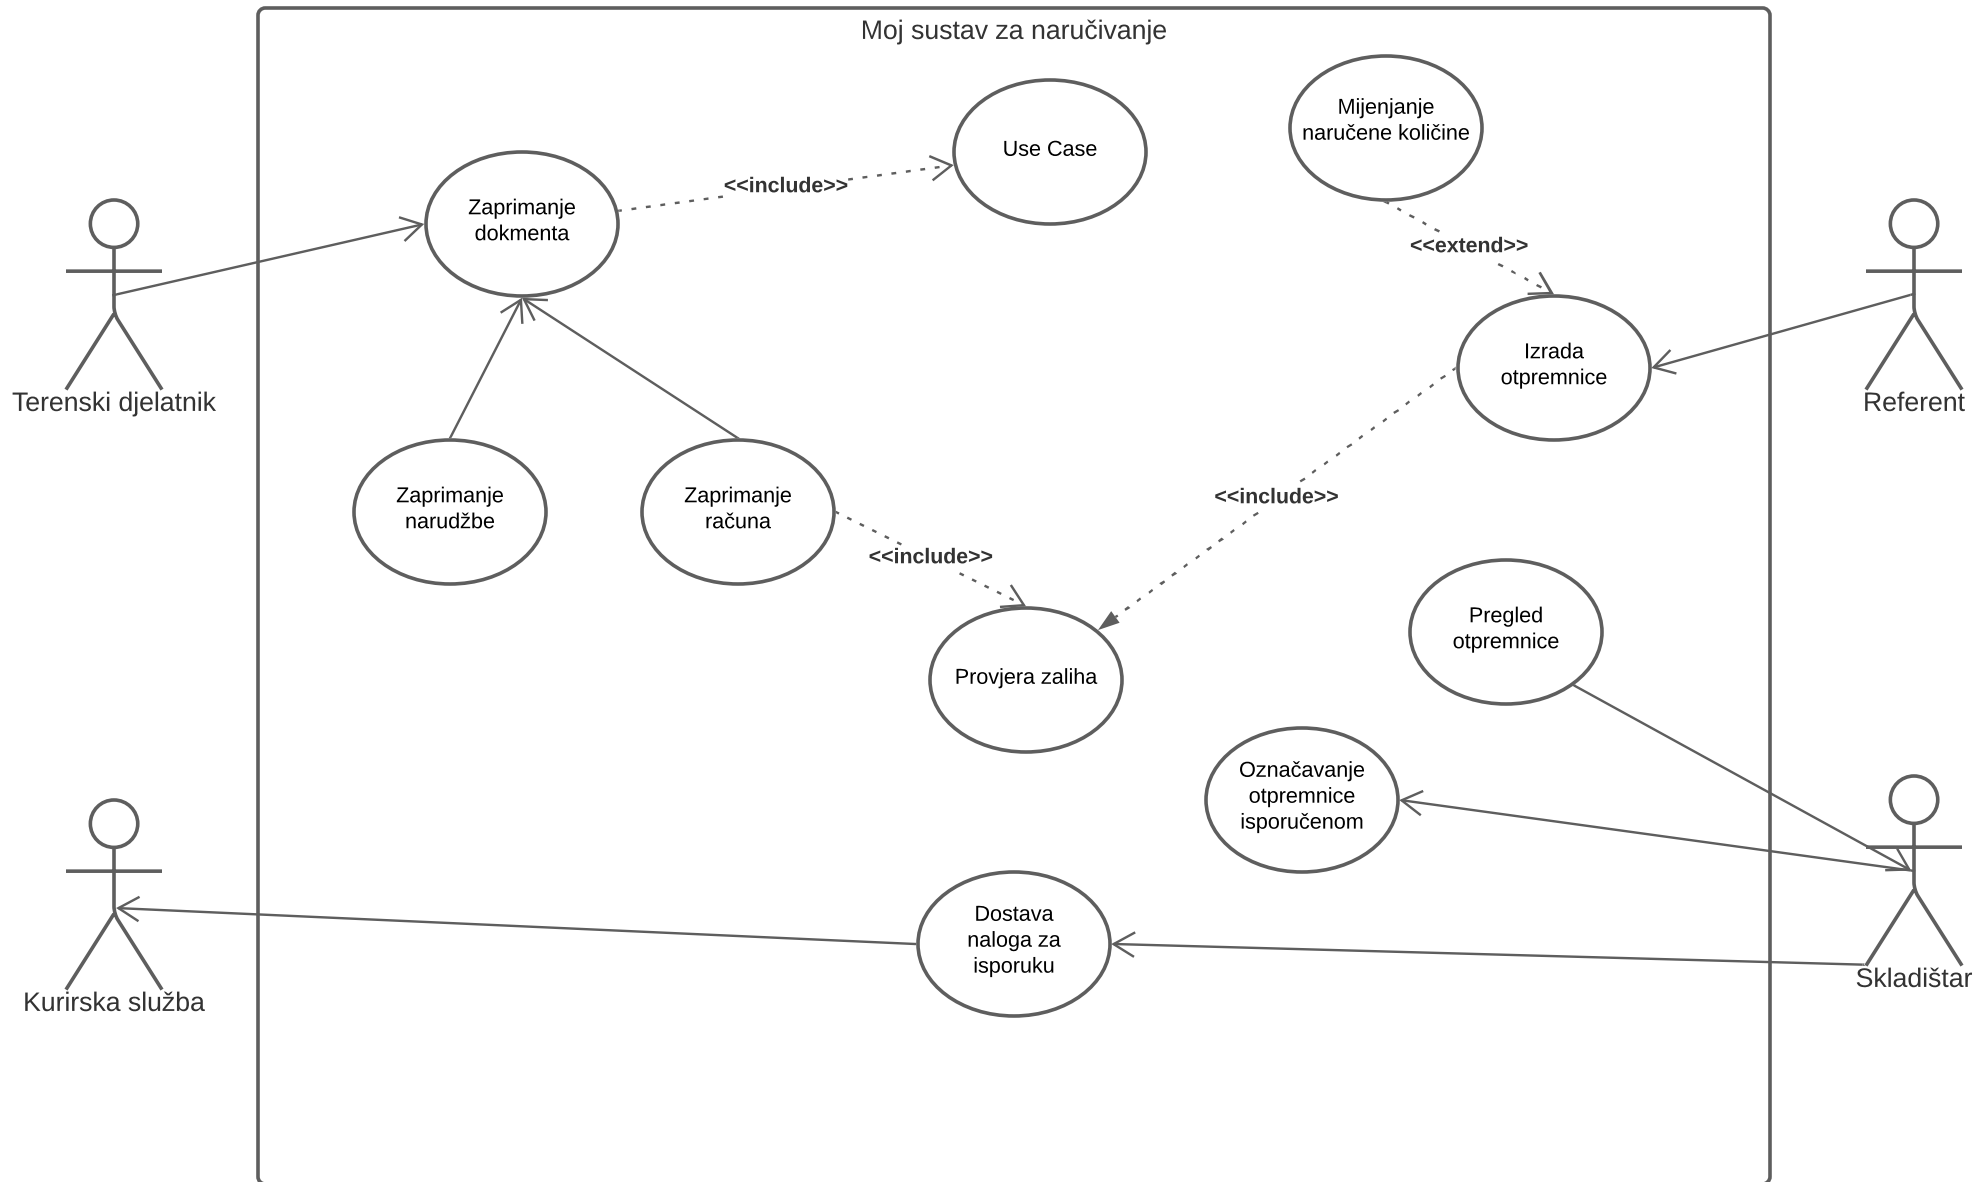 Moj sustav za naručivanje
Use Case
Mijenjanje
naručene količine
<<include>>
Zaprimanje
dokmenta
<<extend>>
Terenski djelatnik
Izrada
otpremnice
Referent
Zaprimanje
narudžbe
Zaprimanje
računa
<<include>>
<<include>>
Provjera zaliha
Pregled
otpremnice
Označavanje
otpremnice
isporučenom
Dostava
naloga za
isporuku
Kurirska služba
Skladištar